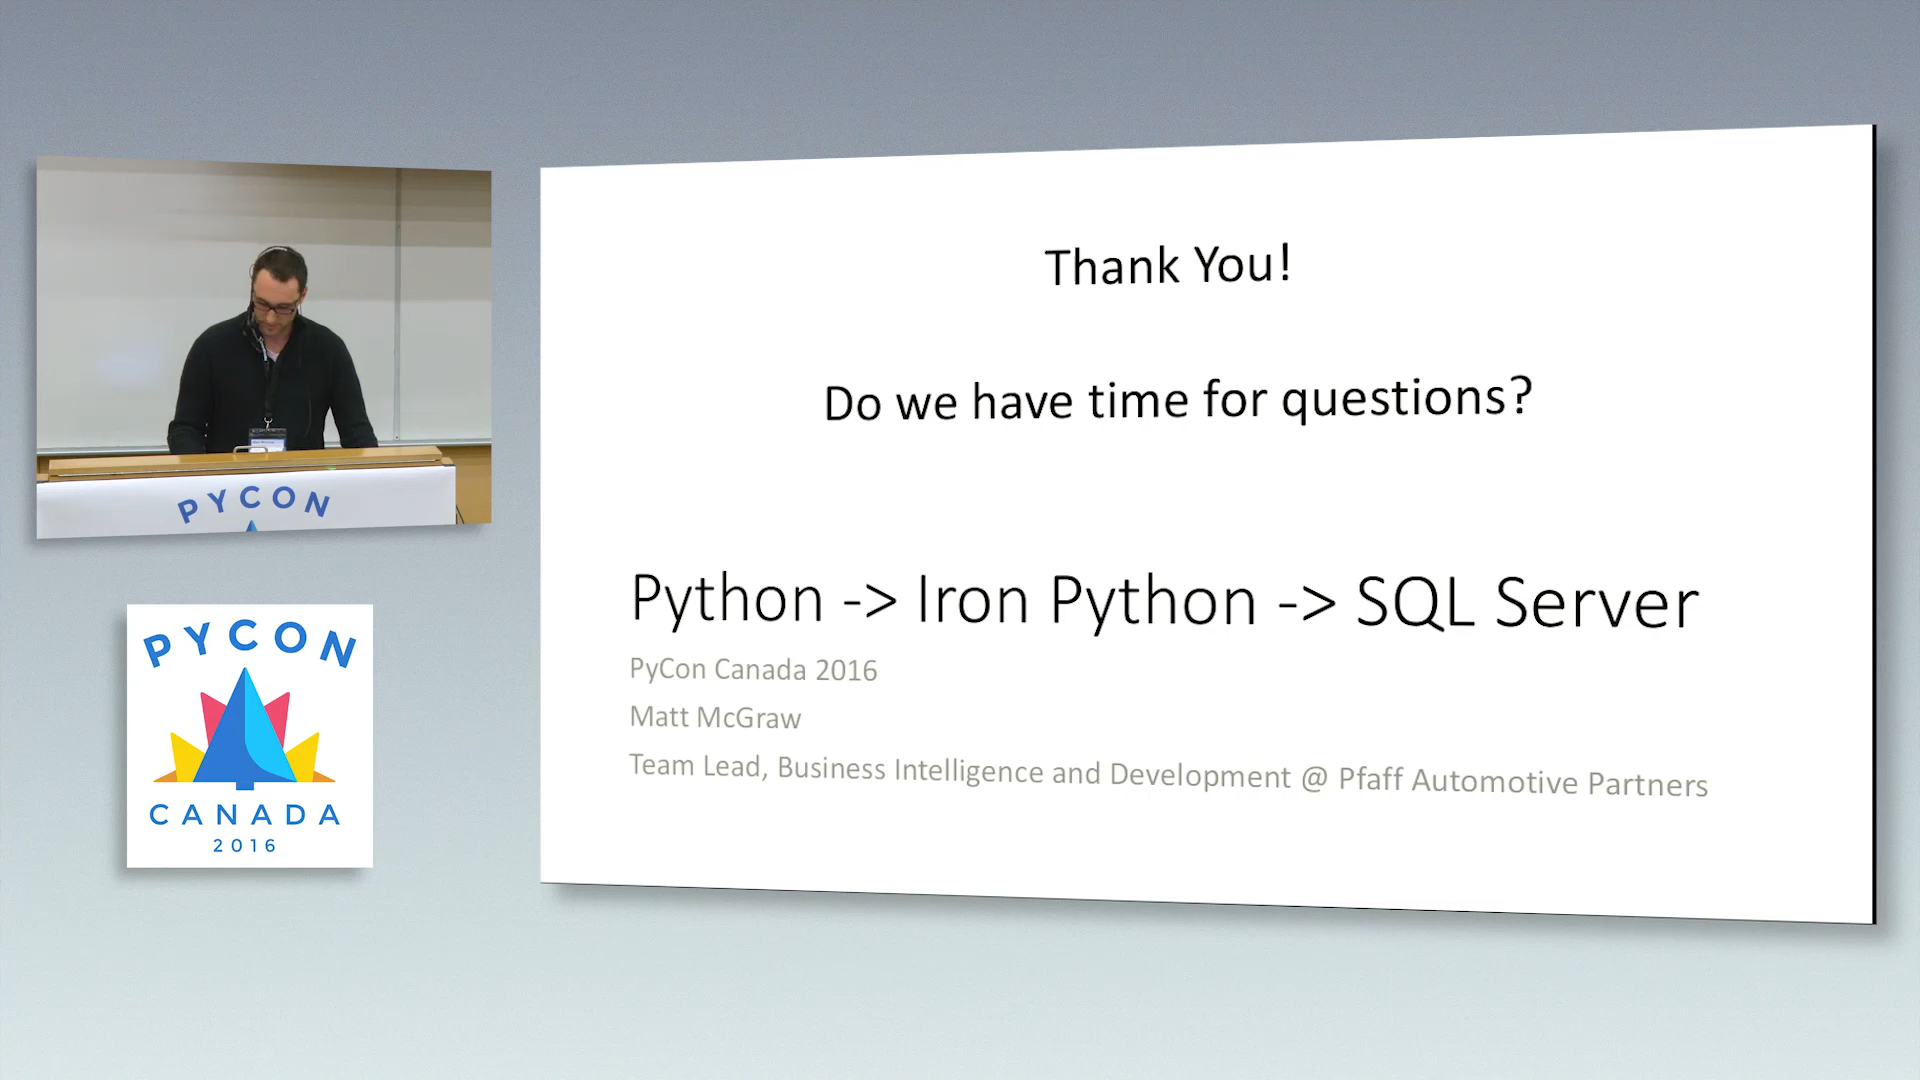 PYCON
PYCON
CANADA
2016
Thank You!
Do we have time for questions?
Python -> Iron Python -> SQL Server
PyCon Canada 2016
Matt McGraw
Team Lead, Business Intelligence and Development @ Pfaff Automotive Partners